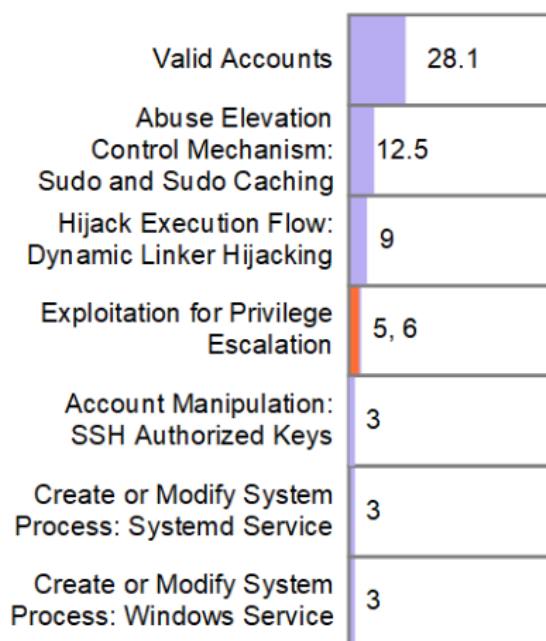 Valid Accounts 28.1
Abuse Elevation
Control Mechanism: 12.5
Sudo and Sudo Caching
Hijack Execution Flow: 9
Dynamic Linker Hijacking
Exploitation for Privilege 5, 6
Escalation
Account Manipulation: 3
SSH Authorized Keys
Create or Modify System 3
Process: Systemd Service
Create or Modify System 3
Process: Windows Service